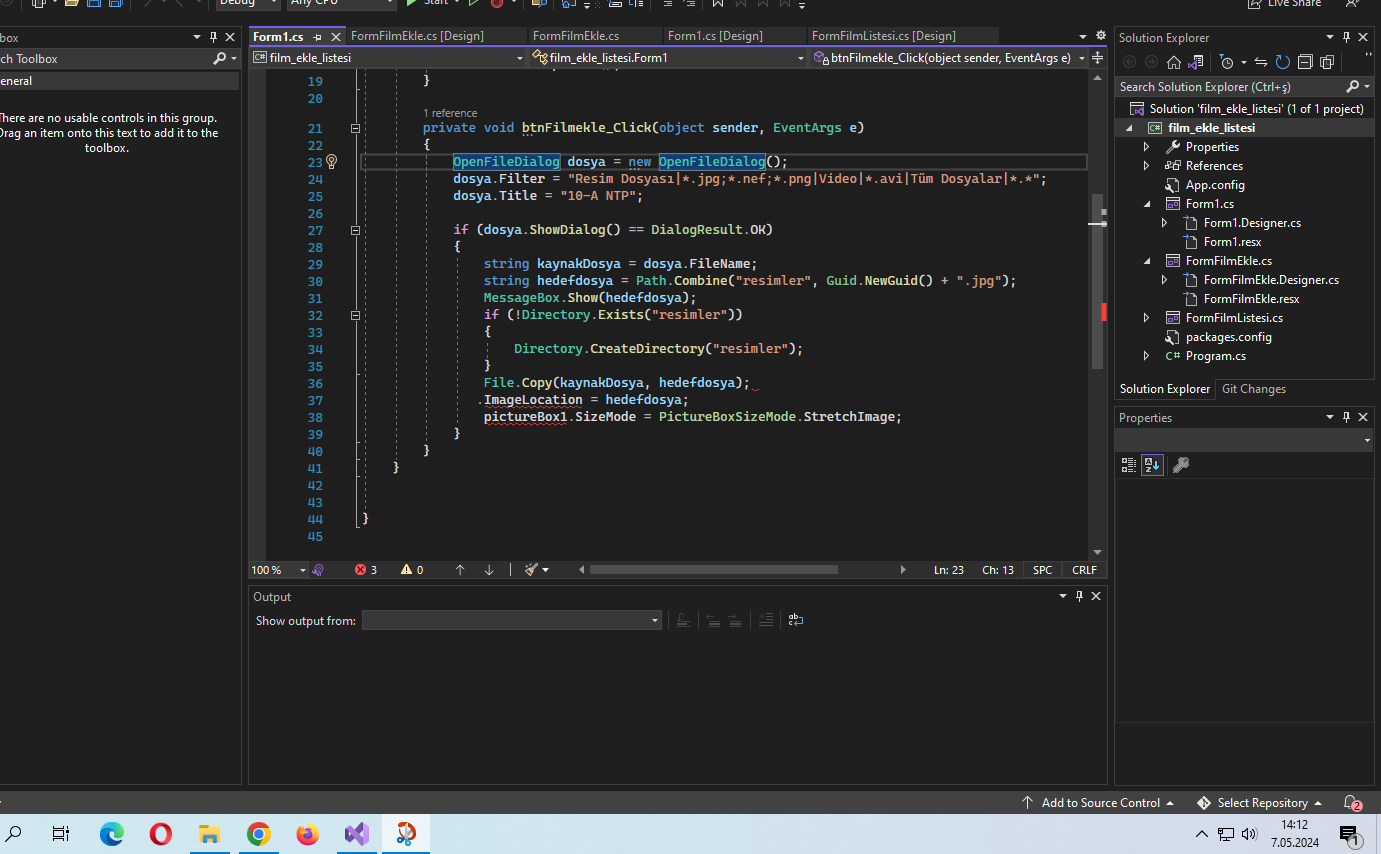 Debug Any CPU Start Live Share
box
ch Toolbox
eneral
here are no usable controls in this group.
Drag an item onto this text to add it to the
toolbox.
Form1.cs FormFilmEkle.cs [Design] FormFilmEkle.cs Form1.cs [Design] FormFilmListesi.cs [Design]
C# film_ekle_listesi film_ekle_listesi.Form1 btnFilmekle_Click(object sender, EventArgs e)
19 }
20
1 reference
21 private void btnFilmekle_Click(object sender, EventArgs e)
22 {
23 OpenFileDialog dosya = new OpenFileDialog();
24 dosya.Filter = "Resim Dosyası|*.jpg;*.nef;*.png|Video|*.avi|Tüm Dosyalar|*.*";
25 dosya.Title = "10-A NTP";
26
27 if (dosya.ShowDialog() == DialogResult.OK)
28 {
29 string kaynakDosya = dosya.FileName;
30 string hedefdosya = Path.Combine("resimler", Guid.NewGuid() + ".jpg");
31 MessageBox.Show(hedefdosya);
32 if (!Directory.Exists("resimler"))
33 {
34 Directory.CreateDirectory("resimler");
35 }
36 File.Copy(kaynakDosya, hedefdosya);
37 .ImageLocation = hedefdosya;
38 pictureBox1.SizeMode = PictureBoxSizeMode.StretchImage;
39 }
40 }
41 }
42
43
44 }
45
100 % 3 0 Ln: 23 Ch: 13 SPC CRLF
Output
Show output from:
Solution Explorer
Search Solution Explorer (Ctrl+ş)
Solution 'film_ekle_listesi' (1 of 1 project)
C# film_ekle_listesi
Properties
References
App.config
Form1.cs
Form1.Designer.cs
Form1.resx
FormFilmEkle.cs
FormFilmEkle.Designer.cs
FormFilmEkle.resx
FormFilmListesi.cs
packages.config
C# Program.cs
Solution Explorer Git Changes
Properties
Add to Source Control Select Repository 2
14:12
7.05.2024
1